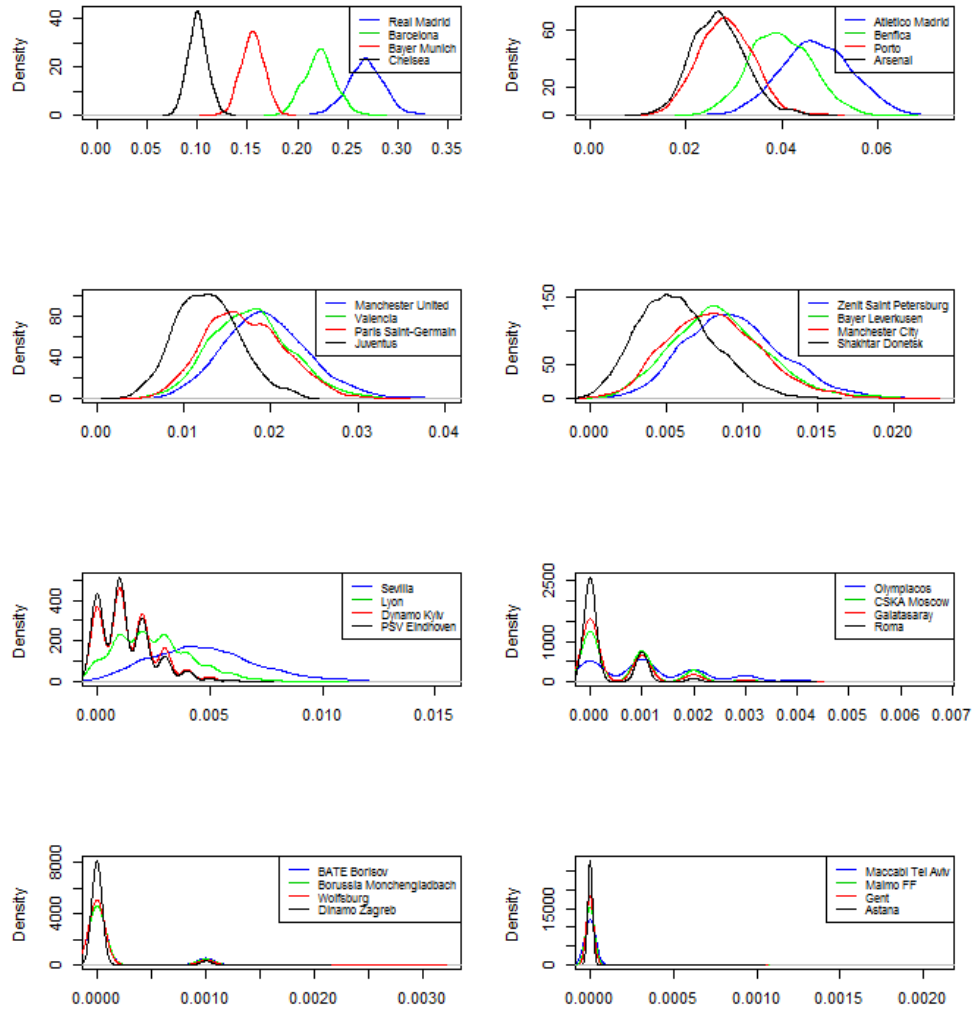 Density
0 20 40
Real Madrid
Barcelona
Bayer Munich
Chelsea
0.00 0.05 0.10 0.15 0.20 0.25 0.30 0.35
Density
0 20 60
Atletico Madrid
Benfica
Porto
Arsenal
0.00 0.02 0.04 0.06
Density
0 40 80
Manchester United
Valencia
Paris Saint-Germain
Juventus
0.00 0.01 0.02 0.03 0.04
Density
0 50 150
Zenit Saint Petersburg
Bayer Leverkusen
Manchester City
Shakhtar Donetsk
0.000 0.005 0.010 0.015 0.020
Density
0 200 400
Sevilla
Lyon
Dynamo Kyiv
PSV Eindhoven
0.000 0.005 0.010 0.015
Density
0 1000 2500
Olympiacos
CSKA Moscow
Galatasaray
Roma
0.000 0.001 0.002 0.003 0.004 0.005 0.006 0.007
Density
0 4000 8000
BATE Borisov
Borussia Monchengladbach
Wolfsburg
Dinamo Zagreb
0.0000 0.0010 0.0020 0.0030
Density
0 15000
Maccabi Tel Aviv
Malmo FF
Gent
Astana
0.0000 0.0005 0.0010 0.0015 0.0020